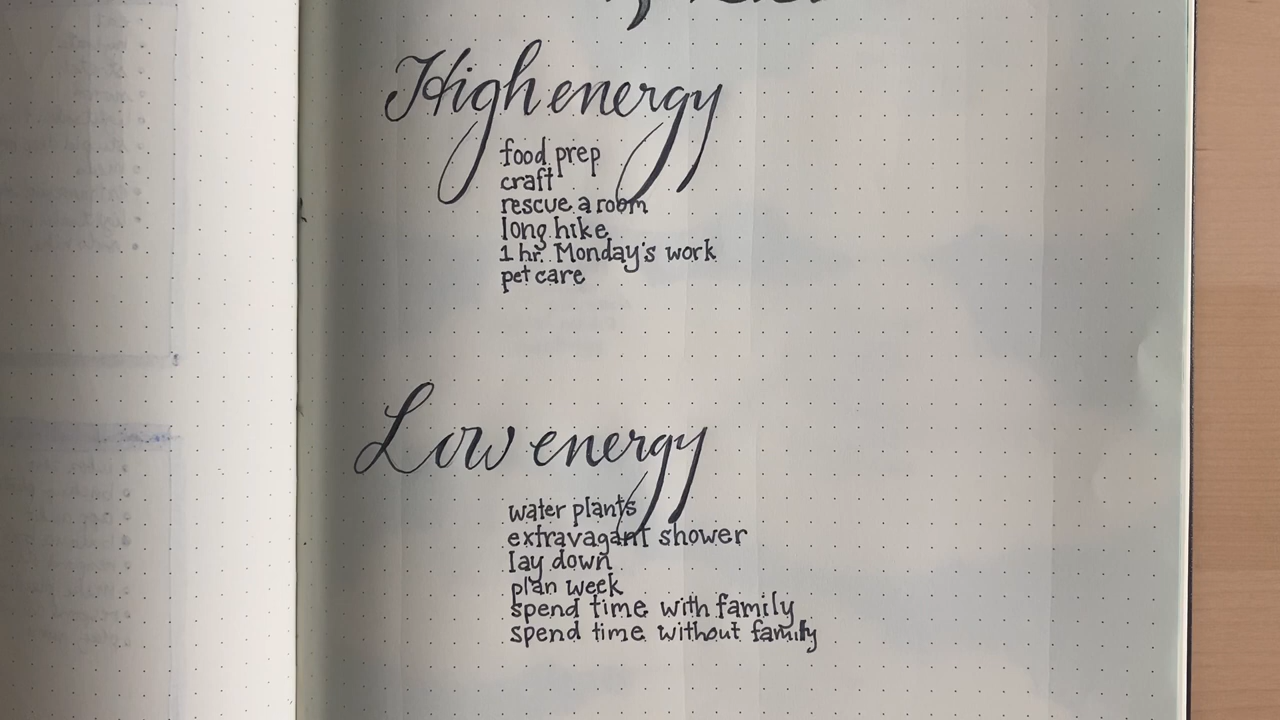 High energy
food prep
craft
rescue a room
long hike
1 hr. Monday's work
pet care
Low energy
water plants
extravagant shower
lay down
plan week
spend time with family
spend time without family